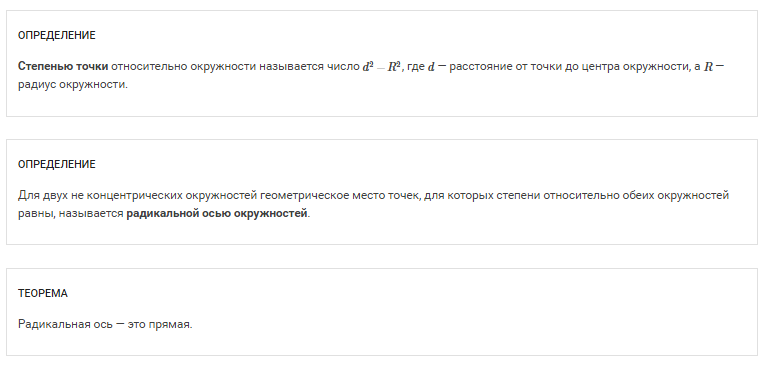 ОПРЕДЕЛЕНИЕ
Степенью точки относительно окружности называется число d² − R², где d — расстояние от точки до центра окружности, а R —
радиус окружности.
ОПРЕДЕЛЕНИЕ
Для двух не концентрических окружностей геометрическое место точек, для которых степени относительно обеих окружностей
равны, называется радикальной осью окружностей.
ТЕОРЕМА
Радикальная ось — это прямая.